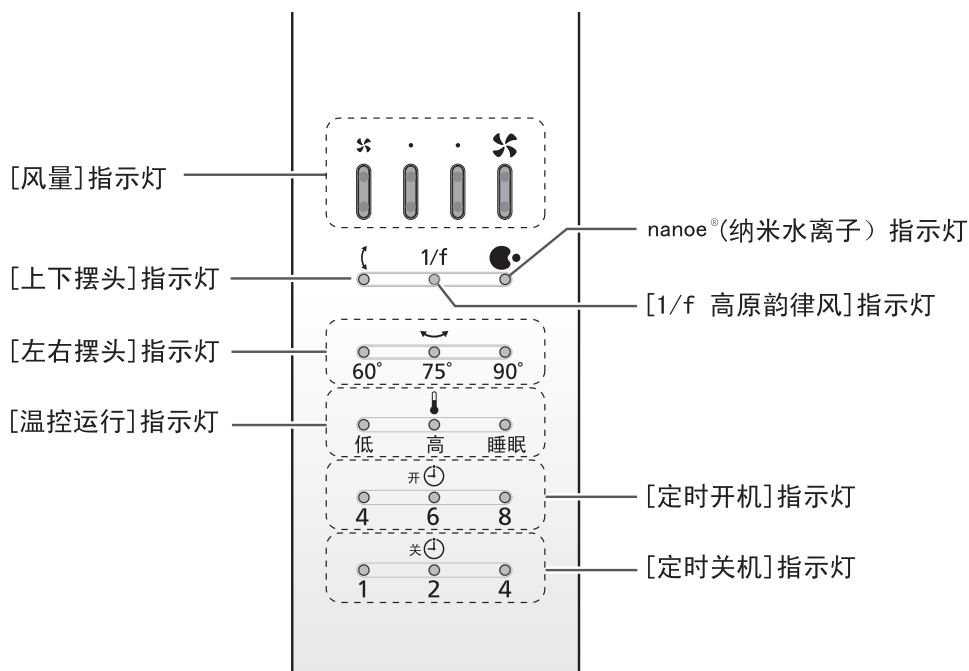 [风量]指示灯
nanoe®(纳米水离子）指示灯
[上下摆头]指示灯
1/f
[1/f 高原韵律风]指示灯
[左右摆头]指示灯
60° 75° 90°
[温控运行]指示灯
低 高 睡眠
开
[定时开机]指示灯
4 6 8
关
[定时关机]指示灯
1 2 4